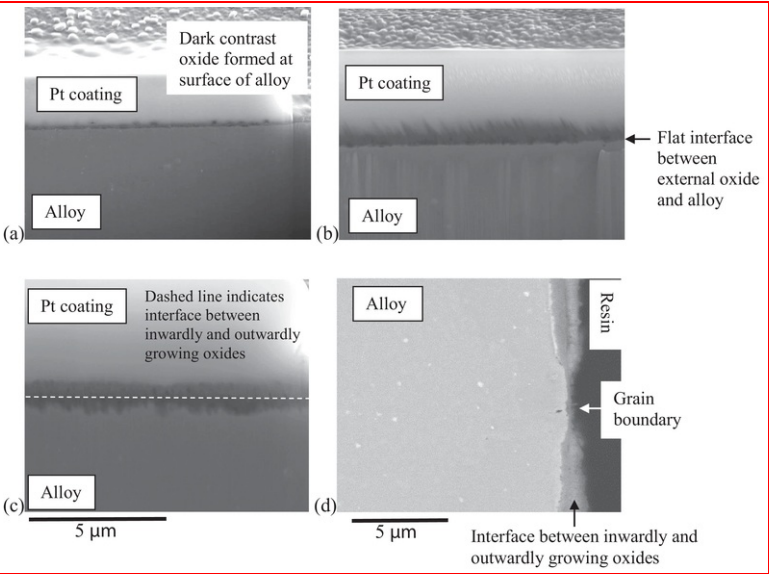 Dark contrast
oxide formed at
surface of alloy
Pt coating
Alloy
(a)
Pt coating
Flat interface
between
external oxide
and alloy
Alloy
(b)
Pt coating
Dashed line indicates
interface between
inwardly and outwardly
growing oxides
Alloy
(c)
5 µm
Alloy
Resin
Grain
boundary
(d)
5 µm
Interface between inwardly and
outwardly growing oxides